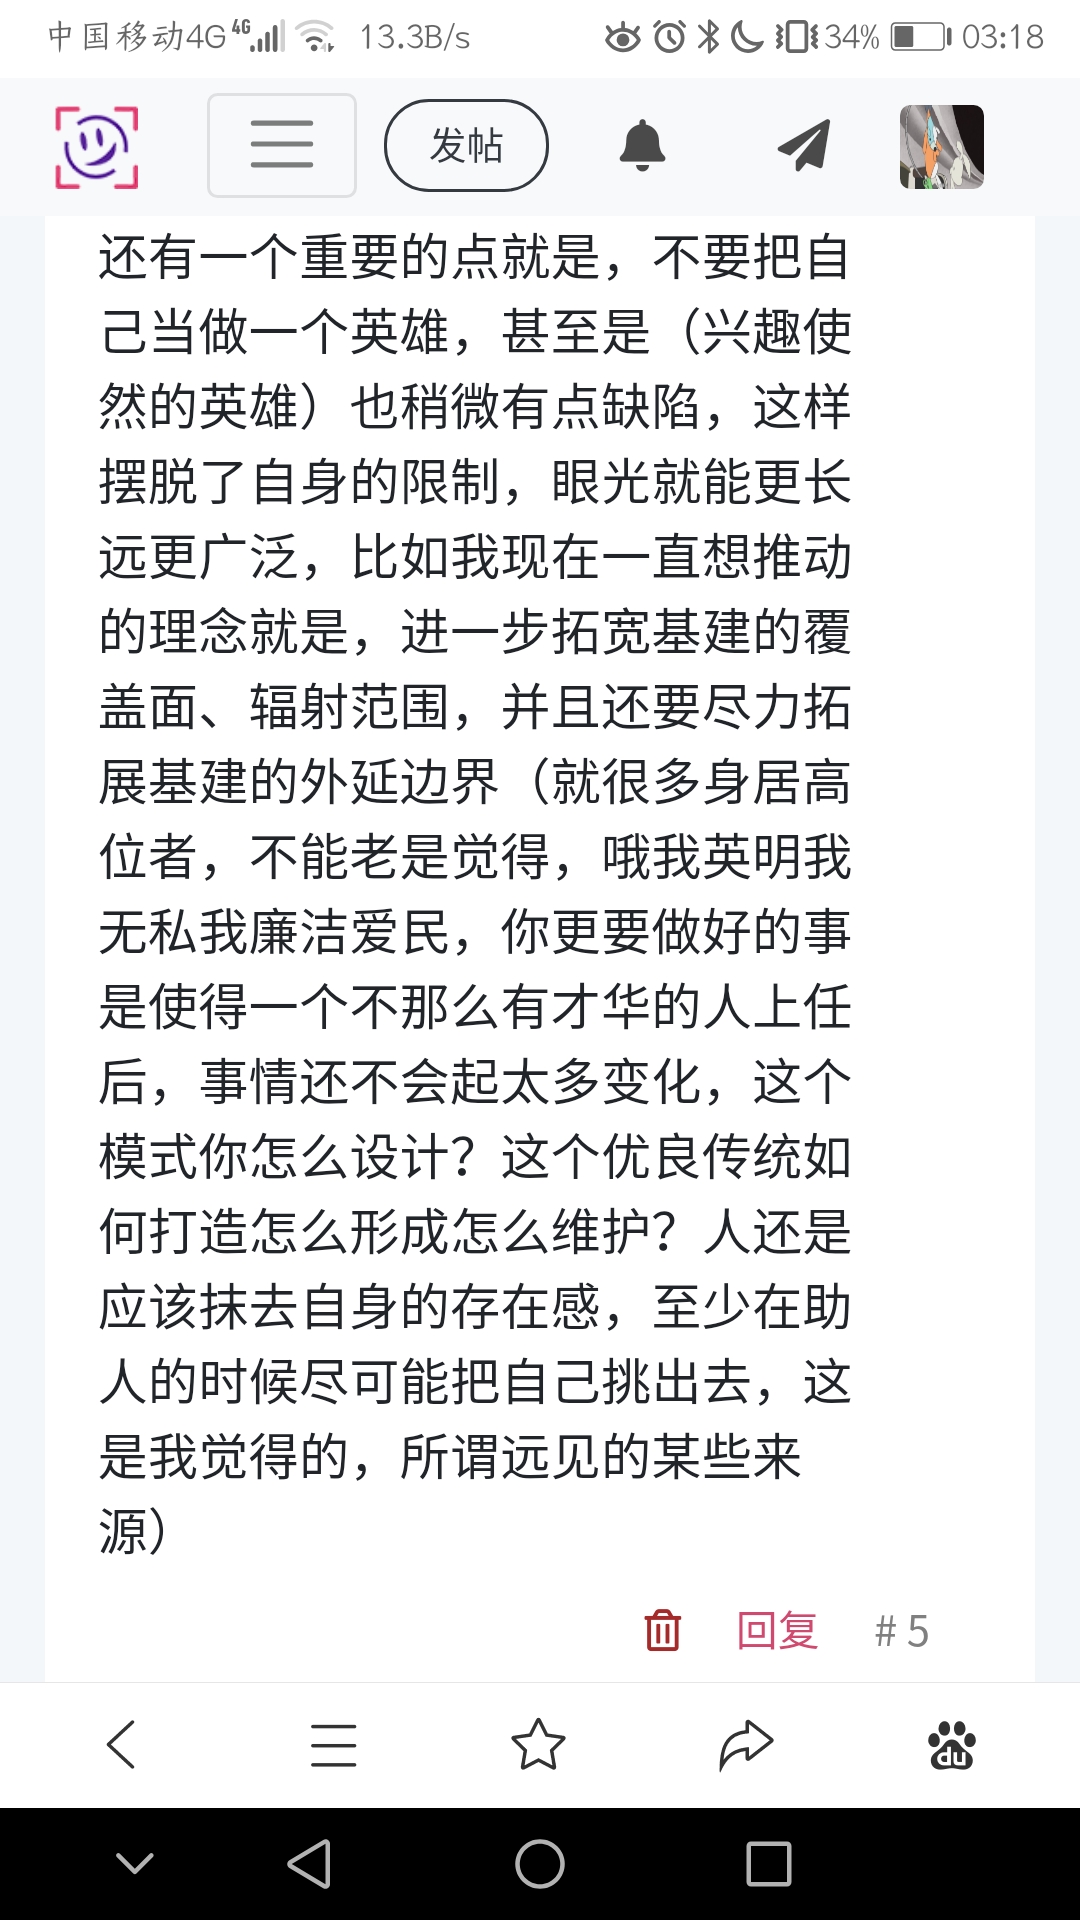 中国移动4G 4G 13.3B/s 34% 03:18
发帖
还有一个重要的点就是，不要把自
己当做一个英雄，甚至是（兴趣使
然的英雄）也稍微有点缺陷，这样
摆脱了自身的限制，眼光就能更长
远更广泛，比如我现在一直想推动
的理念就是，进一步拓宽基建的覆
盖面、辐射范围，并且还要尽力拓
展基建的外延边界（就很多身居高
位者，不能老是觉得，哦我英明我
无私我廉洁爱民，你更要做好的事
是使得一个不那么有才华的人上任
后，事情还不会起太多变化，这个
模式你怎么设计？这个优良传统如
何打造怎么形成怎么维护？人还是
应该抹去自身的存在感，至少在助
人的时候尽可能把自己挑出去，这
是我觉得的，所谓远见的某些来
源）
回复 # 5
du